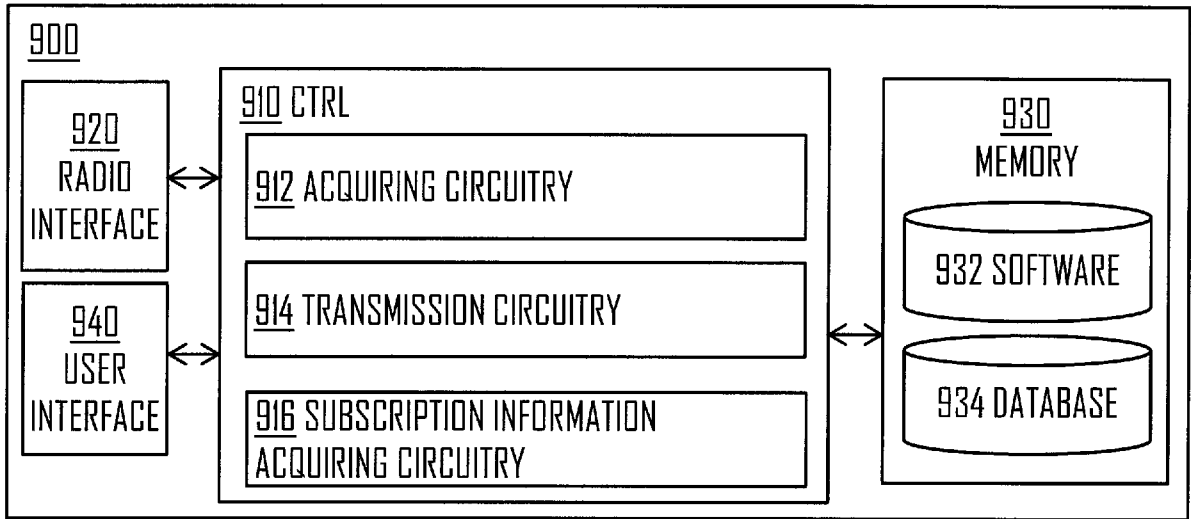 900
920
RADIO
INTERFACE
940
USER
INTERFACE
910 CTRL
912 ACQUIRING CIRCUITRY
914 TRANSMISSION CIRCUITRY
916 SUBSCRIPTION INFORMATION
ACQUIRING CIRCUITRY
930
MEMORY
932 SOFTWARE
934 DATABASE